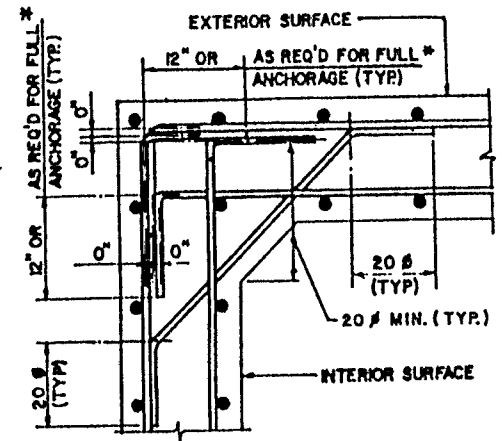 EXTERIOR SURFACE
12" OR
AS REQ'D FOR FULL *
ANCHORAGE (TYP.)
AS REQ'D FOR FULL *
ANCHORAGE (TYP.)
12" OR
0"
0"
0"
0"
20 Ø
(TYP)
20 Ø MIN. (TYP.)
INTERIOR SURFACE
20 Ø
(TYP)